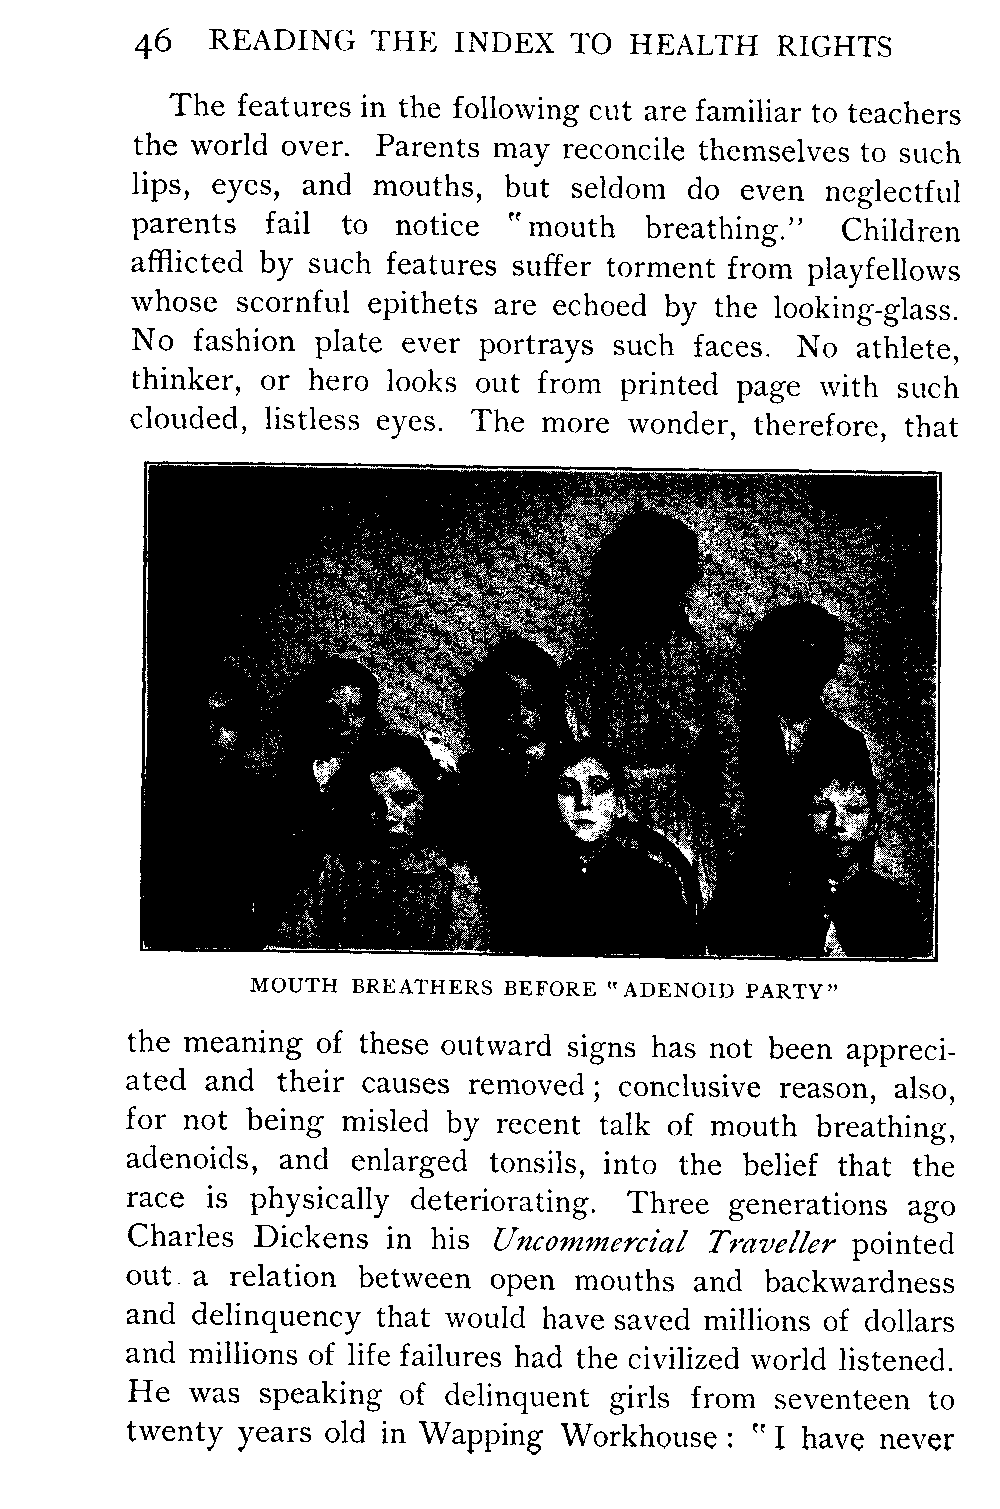 46 READING THE INDEX TO HEALTH RIGHTS
The features in the following cut are familiar to teachers
the world over. Parents may reconcile themselves to such
lips, eyes, and mouths, but seldom do even neglectful
parents fail to notice "mouth breathing." Children
afflicted by such features suffer torment from playfellows
whose scornful epithets are echoed by the looking-glass.
No fashion plate ever portrays such faces. No athlete,
thinker, or hero looks out from printed page with such
clouded, listless eyes. The more wonder, therefore, that
MOUTH BREATHERS BEFORE "ADENOID PARTY"
the meaning of these outward signs has not been appreci-
ated and their causes removed; conclusive reason, also,
for not being misled by recent talk of mouth breathing,
adenoids, and enlarged tonsils, into the belief that the
race is physically deteriorating. Three generations ago
Charles Dickens in his Uncommercial Traveller pointed
out a relation between open mouths and backwardness
and delinquency that would have saved millions of dollars
and millions of life failures had the civilized world listened.
He was speaking of delinquent girls from seventeen to
twenty years old in Wapping Workhouse: "I have never